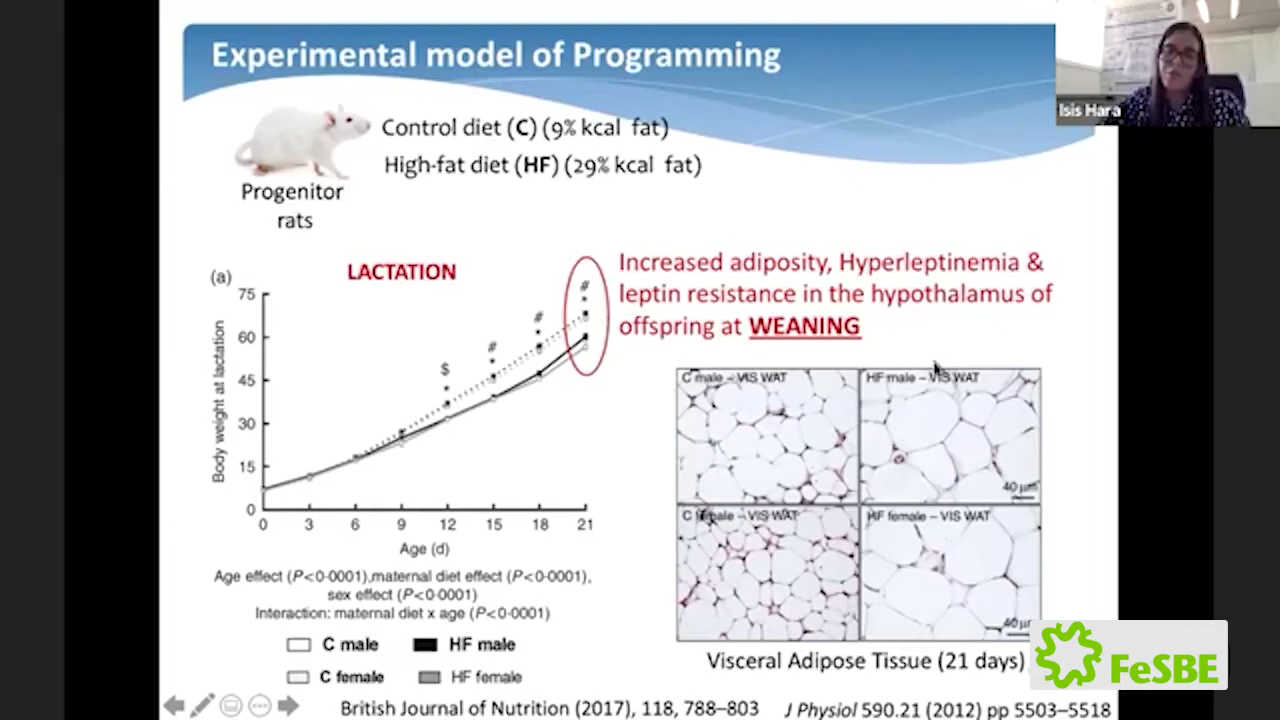 Experimental model of Programming
Isis Hara
Control diet (C) (9% kcal fat)
High-fat diet (HF) (29% kcal fat)
Progenitor
rats
(a)
LACTATION
Increased adiposity, Hyperleptinemia &
leptin resistance in the hypothalamus of
offspring at WEANING
Body weight at lactation
75
60
45
30
15
0
$
*
#
*
#
*
#
*
0 3 6 9 12 15 18 21
Age (d)
Age effect (P<0·0001),maternal diet effect (P<0·0001),
sex effect (P<0·0001)
Interaction: maternal diet x age (P<0·0001)
C male
HF male
C female
HF female
C male – VIS WAT
HF male – VIS WAT
40 µm
C female – VIS WAT
HF female – VIS WAT
40 µm
Visceral Adipose Tissue (21 days)
FeSBE
British Journal of Nutrition (2017), 118, 788–803
J Physiol 590.21 (2012) pp 5503–5518